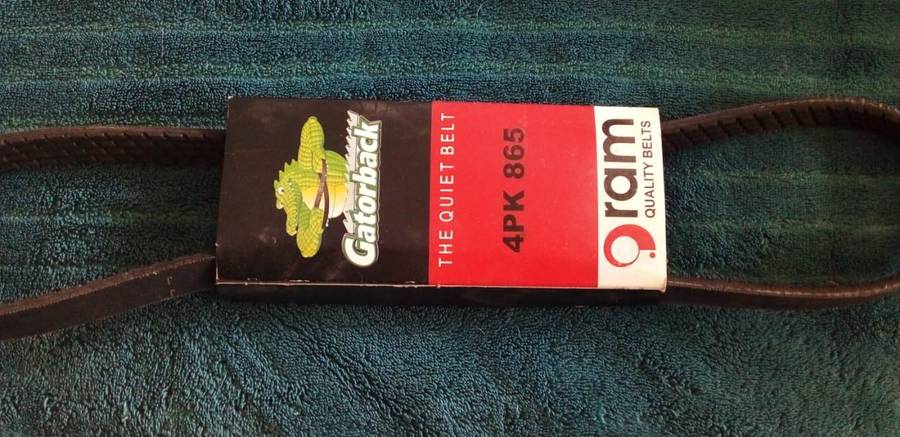 Gatorback
THE QUIET BELT
4PK 865
ram
QUALITY BELTS